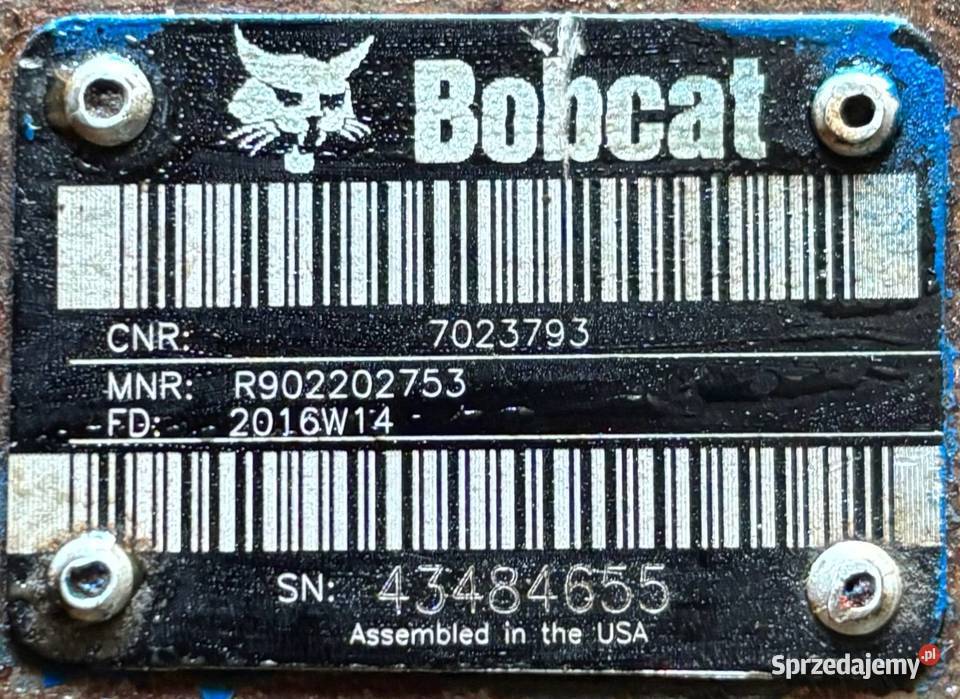 Bobcat
CNR: 7023793
MNR: R902202753
FD: 2016W14
SN: 43484655
Assembled in the USA
Sprzedajemy.pl